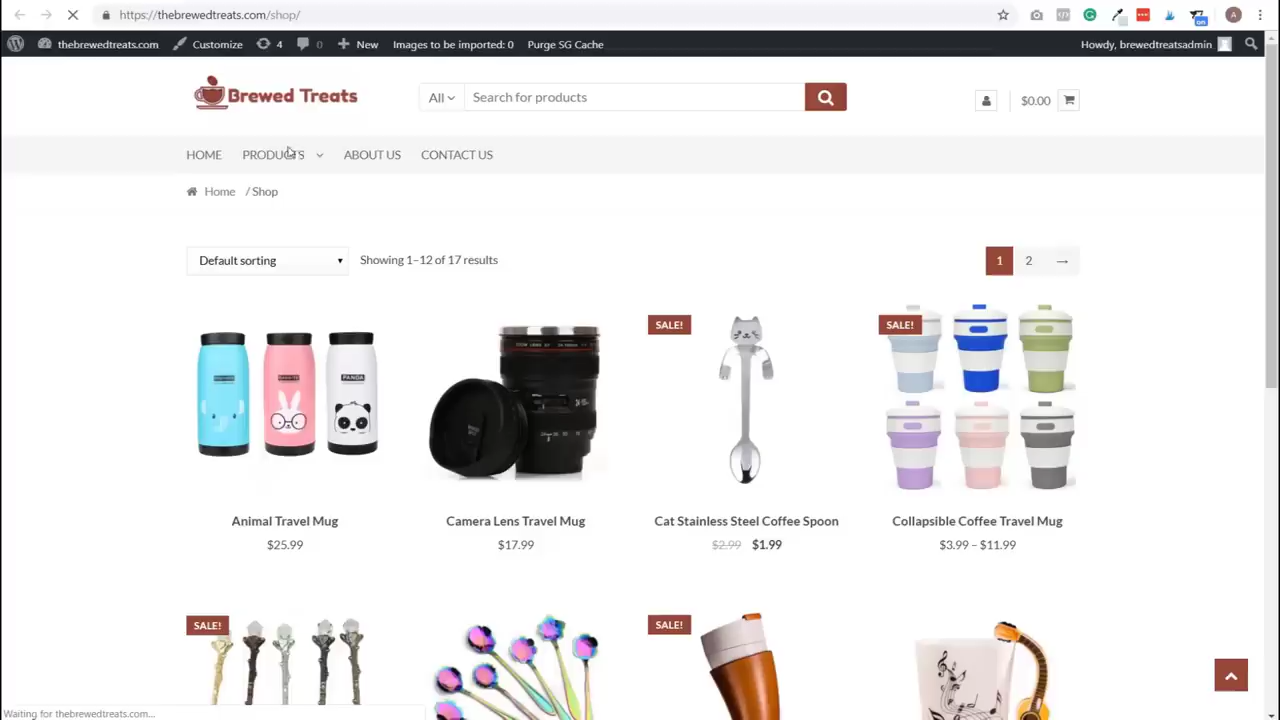 https://thebrewedtreats.com/shop/
thebrewedtreats.com Customize 4 0 New Images to be imported: 0 Purge SG Cache Howdy, brewedtreatsadmin
Brewed Treats All Search for products $0.00
HOME PRODUCTS ABOUT US CONTACT US
Home / Shop
Default sorting Showing 1–12 of 17 results 1 2 →
SALE! SALE!
PANDA
Animal Travel Mug Camera Lens Travel Mug Cat Stainless Steel Coffee Spoon Collapsible Coffee Travel Mug
$25.99 $17.99 $2.99 $1.99 $3.99 – $11.99
SALE! SALE!
Waiting for thebrewedtreats.com...